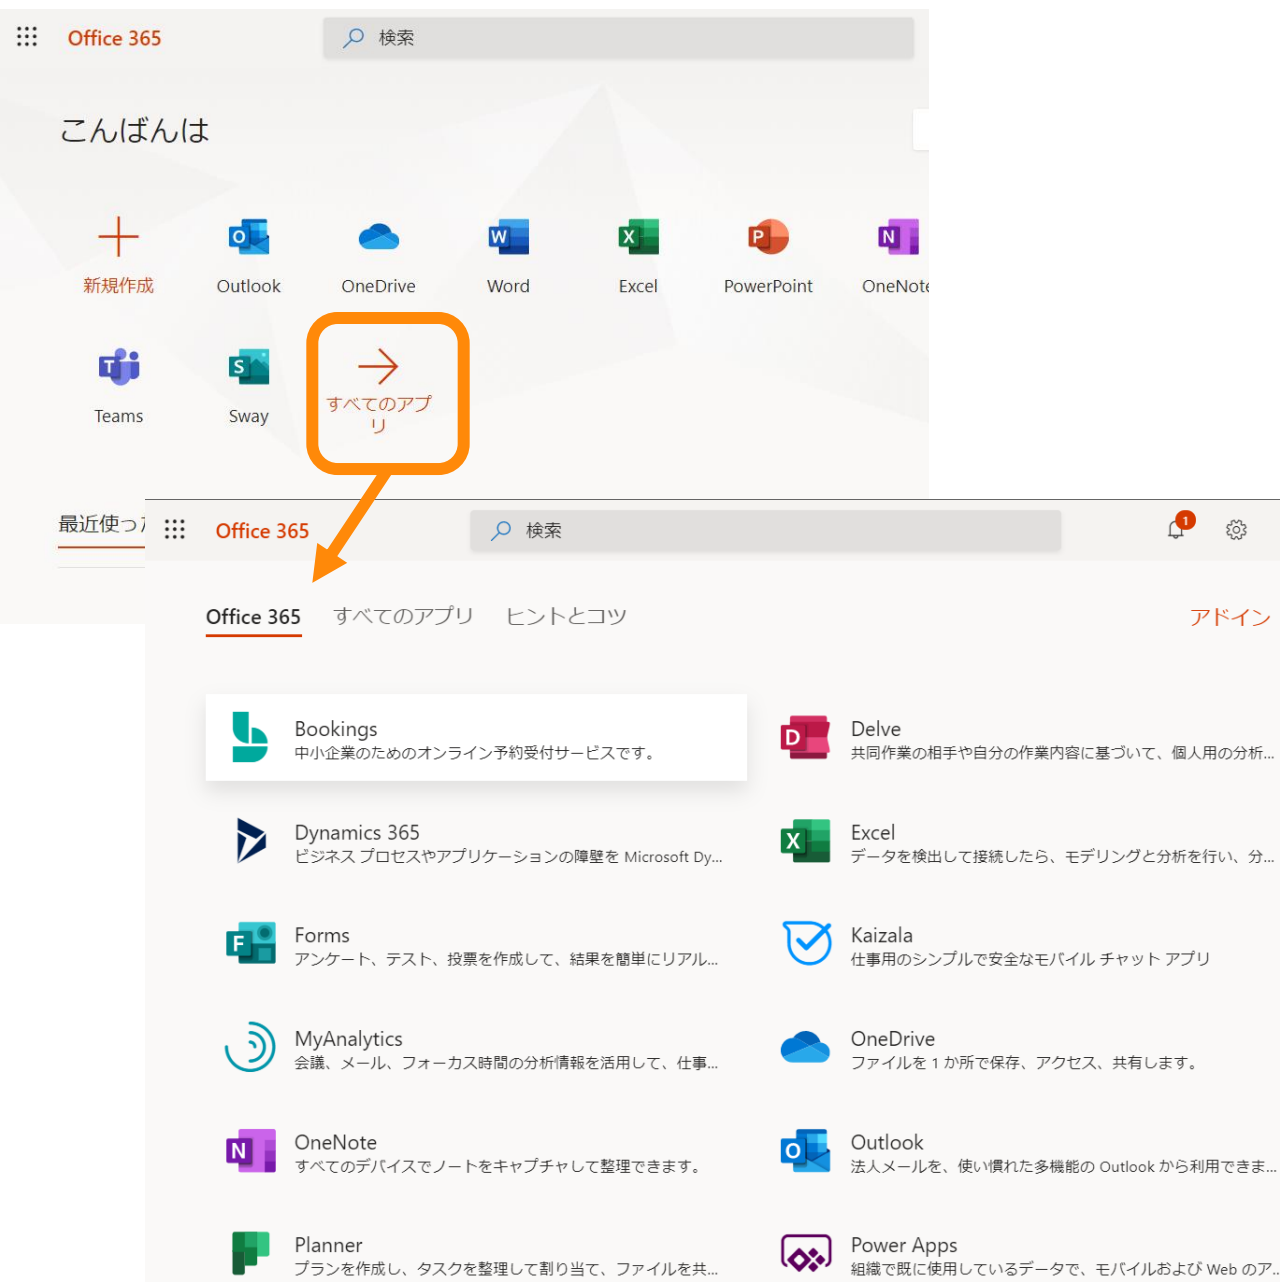 Office 365
検索
こんばんは
新規作成
Outlook
OneDrive
Word
Excel
PowerPoint
OneNote
Teams
Sway
すべてのアプ
リ
最近使った
Office 365
検索
1
Office 365
すべてのアプリ
ヒントとコツ
アドイン
Bookings
中小企業のためのオンライン予約受付サービスです。
Delve
共同作業の相手や自分の作業内容に基づいて、個人用の分析...
Dynamics 365
ビジネス プロセスやアプリケーションの障壁を Microsoft Dy...
Excel
データを検出して接続したら、モデリングと分析を行い、分...
Forms
アンケート、テスト、投票を作成して、結果を簡単にリアル...
Kaizala
仕事用のシンプルで安全なモバイル チャット アプリ
MyAnalytics
会議、メール、フォーカス時間の分析情報を活用して、仕事...
OneDrive
ファイルを 1 か所で保存、アクセス、共有します。
OneNote
すべてのデバイスでノートをキャプチャして整理できます。
Outlook
法人メールを、使い慣れた多機能の Outlook から利用できま...
Planner
プランを作成し、タスクを整理して割り当て、ファイルを共...
Power Apps
組織で既に使用しているデータで、モバイルおよび Web のア...